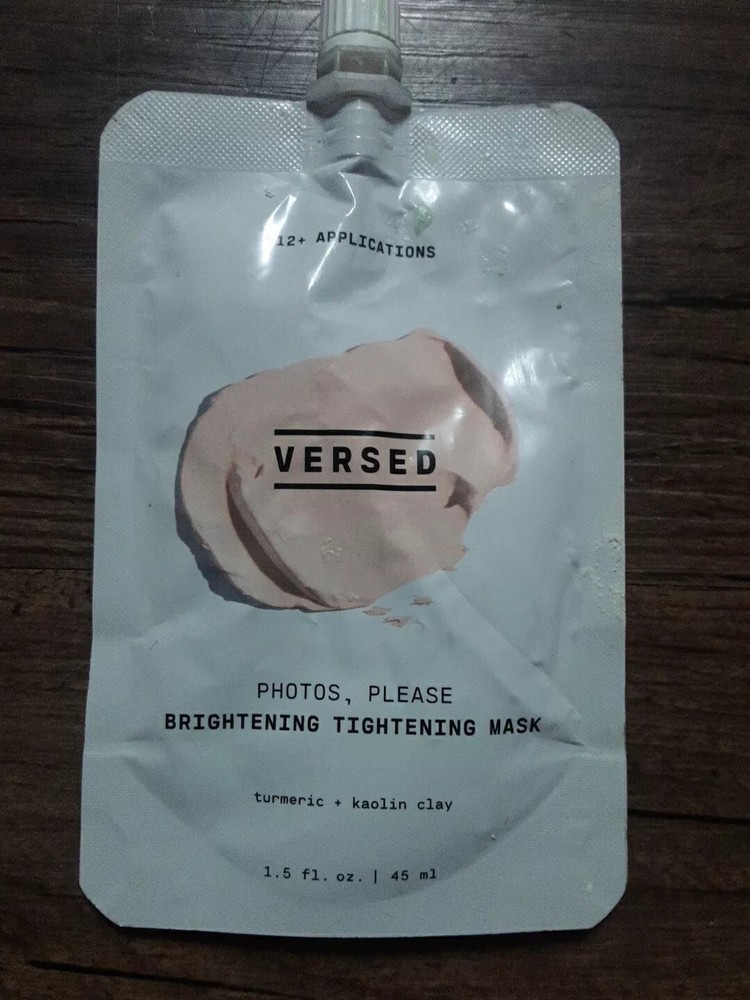 12+ APPLICATIONS
VERSED
PHOTOS, PLEASE
BRIGHTENING TIGHTENING MASK
turmeric + kaolin clay
1.5 fl. oz. | 45 ml